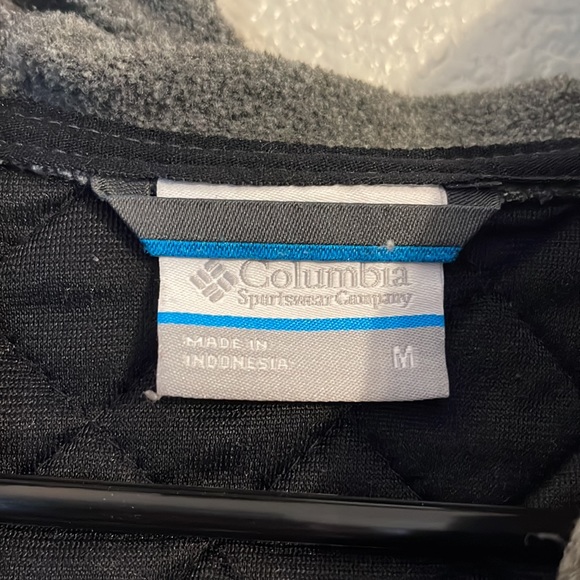 Columbia
Sportswear Company
MADE IN
INDONESIA
M